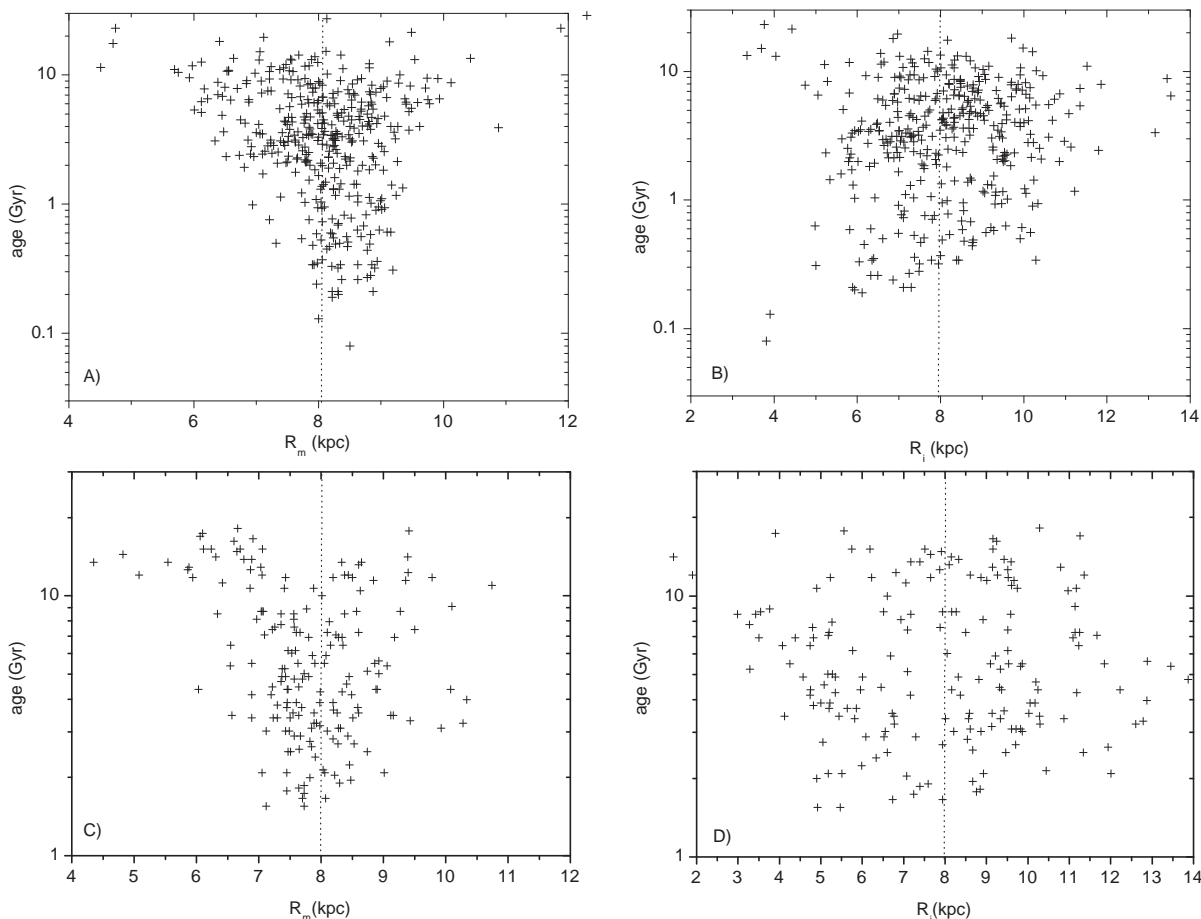 10
1
0.1
age (Gyr)
A)
4 6 8 10 12
R_m (kpc)
10
1
0.1
age (Gyr)
B)
2 4 6 8 10 12 14
R_i (kpc)
10
1
age (Gyr)
C)
4 5 6 7 8 9 10 11 12
R_m (kpc)
10
1
age (Gyr)
D)
2 3 4 5 6 7 8 9 10 11 12 13 14
R_i (kpc)